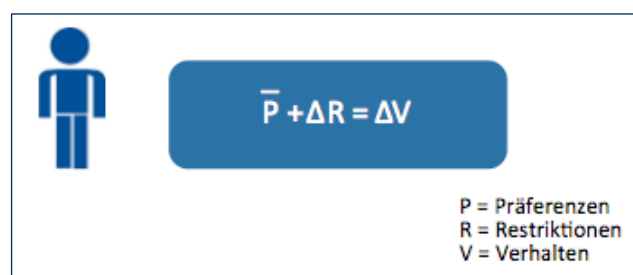 P̅ +ΔR = ΔV
P = Präferenzen
R = Restriktionen
V = Verhalten